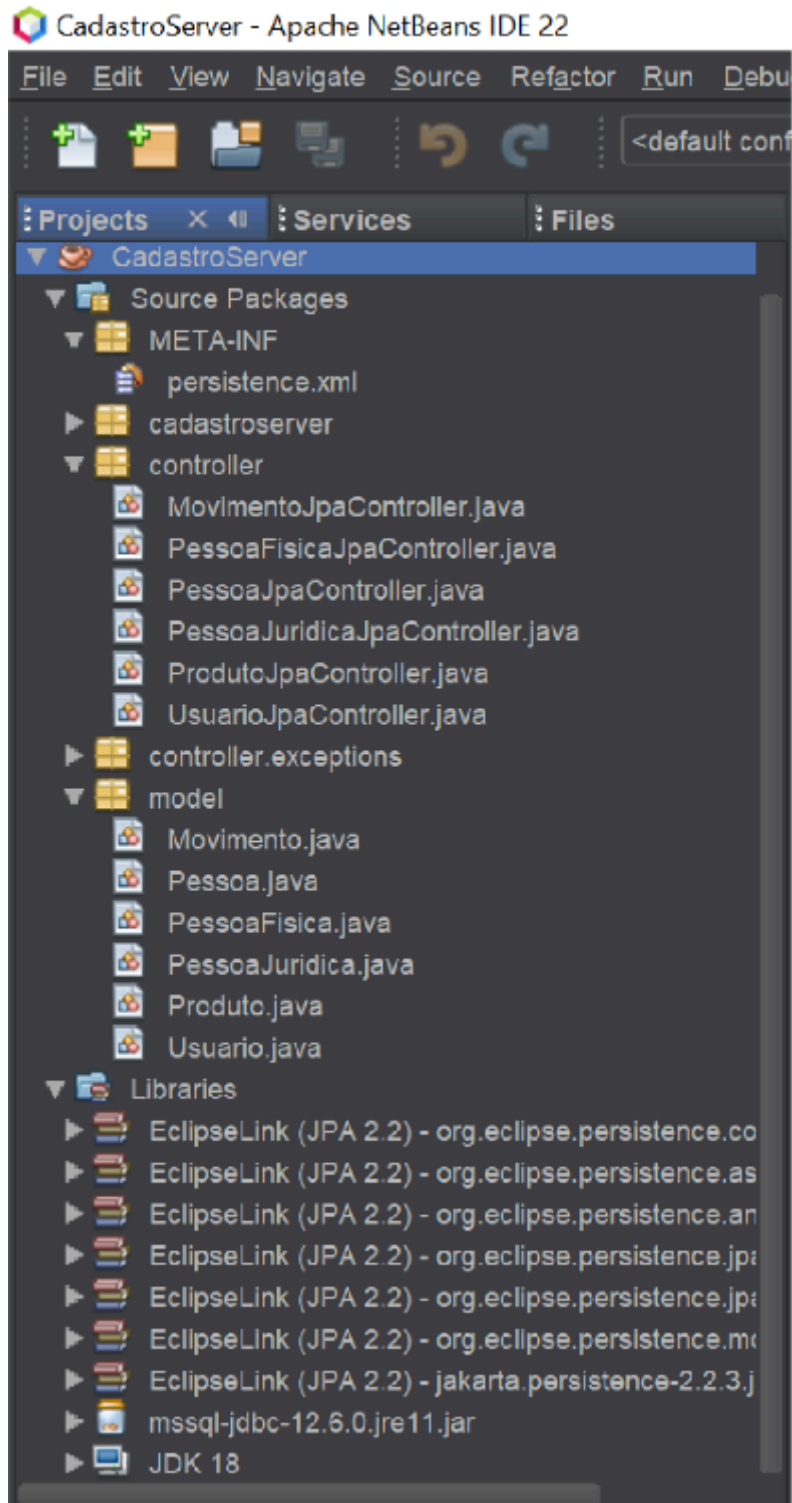 CadastroServer - Apache NetBeans IDE 22
File Edit View Navigate Source Refactor Run Debu
<default conf
Projects Services Files
CadastroServer
Source Packages
META-INF
persistence.xml
cadastroserver
controller
MovimentoJpaController.java
PessoaFisicaJpaController.java
PessoaJpaController.java
PessoaJuridicaJpaController.java
ProdutoJpaController.java
UsuarioJpaController.java
controller.exceptions
model
Movimento.java
Pessoa.java
PessoaFisica.java
PessoaJuridica.java
Produto.java
Usuario.java
Libraries
EclipseLink (JPA 2.2) - org.eclipse.persistence.co
EclipseLink (JPA 2.2) - org.eclipse.persistence.as
EclipseLink (JPA 2.2) - org.eclipse.persistence.an
EclipseLink (JPA 2.2) - org.eclipse.persistence.jpa
EclipseLink (JPA 2.2) - org.eclipse.persistence.jpa
EclipseLink (JPA 2.2) - org.eclipse.persistence.mo
EclipseLink (JPA 2.2) - jakarta.persistence-2.2.3.j
mssql-jdbc-12.6.0.jre11.jar
JDK 18